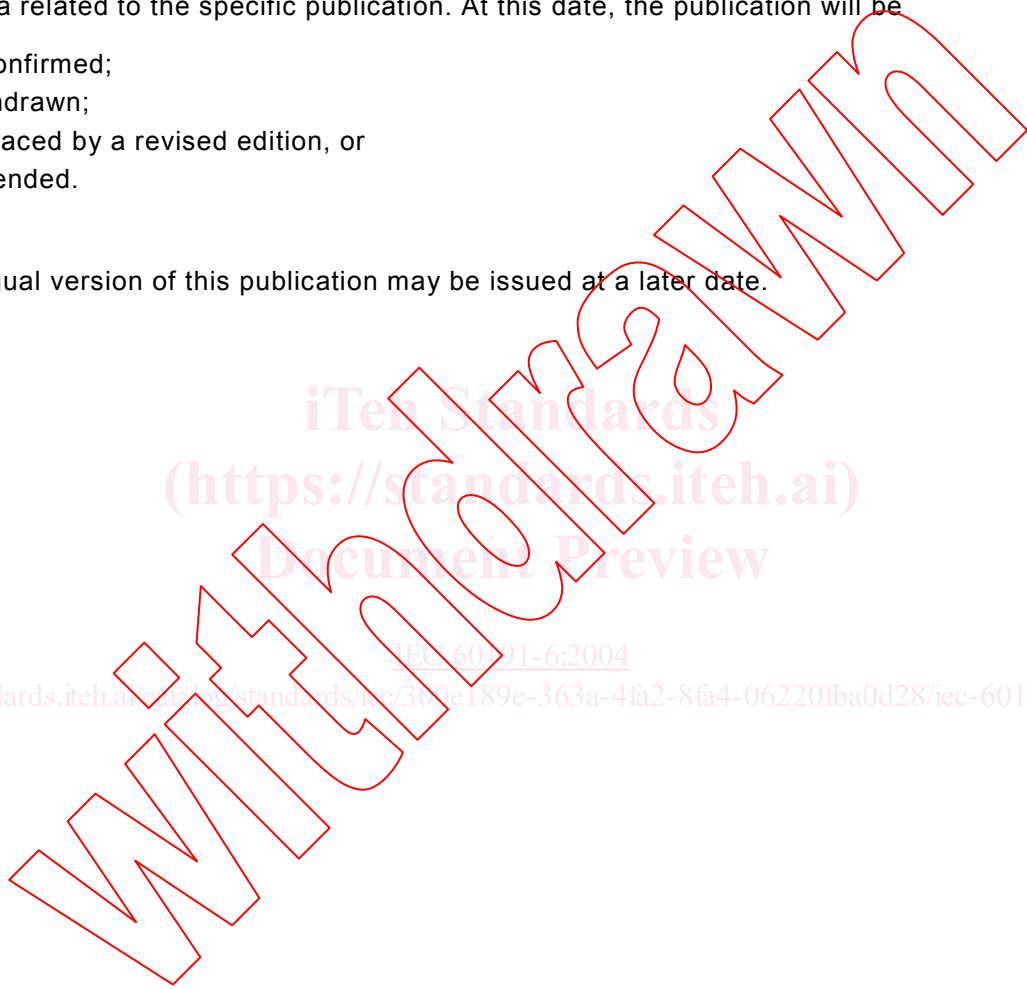 a related to the specific publication. At this date, the publication will be
onfirmed;
ndrawn;
aced by a revised edition, or
ended.
gual version of this publication may be issued at a later date.
iTeh Standards
(https://standards.iteh.ai)
Document Preview
IEC 60191-6:2004
dards.iteh.ai/catalog/standards/iec/300e189e-363a-4fa2-8fa4-06220fba0d28/iec-601
withdrawn